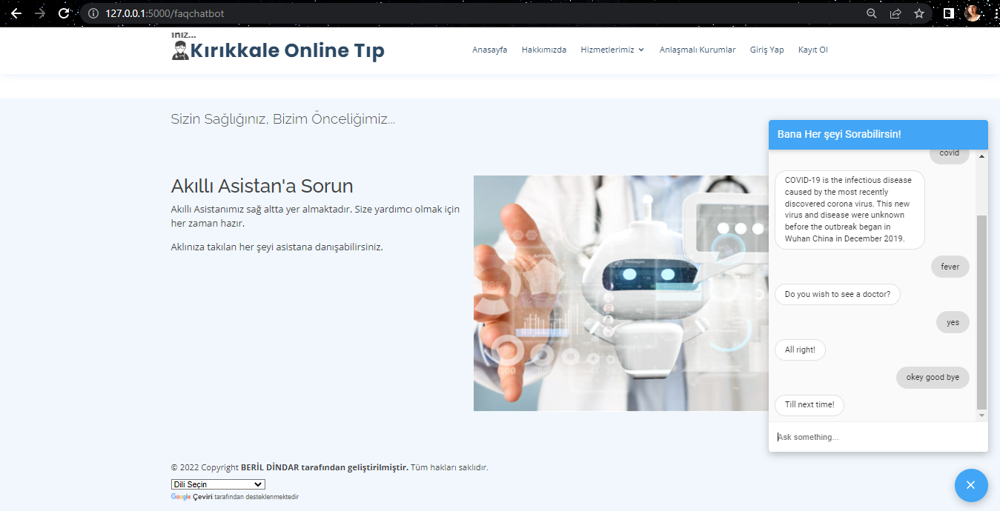 127.0.0.1:5000/faqchatbot
Kırıkkale Online Tıp
Anasayfa Hakkımızda Hizmetlerimiz Anlaşmalı Kurumlar Giriş Yap Kayıt Ol
Sizin Sağlığınız, Bizim Önceliğimiz...
Akıllı Asistan'a Sorun
Akıllı Asistanımız sağ altta yer almaktadır. Size yardımcı olmak için
her zaman hazır.
Aklınıza takılan her şeyi asistana danışabilirsiniz.
Bana Her şeyi Sorabilirsin!
covid
COVID-19 is the infectious disease
caused by the most recently
discovered corona virus. This new
virus and disease were unknown
before the outbreak began in
Wuhan China in December 2019.
fever
Do you wish to see a doctor?
yes
All right!
okey good bye
Till next time!
Ask something...
© 2022 Copyright BERİL DİNDAR tarafından geliştirilmiştir. Tüm hakları saklıdır.
Dili Seçin
Google Çeviri tarafından desteklenmektedir